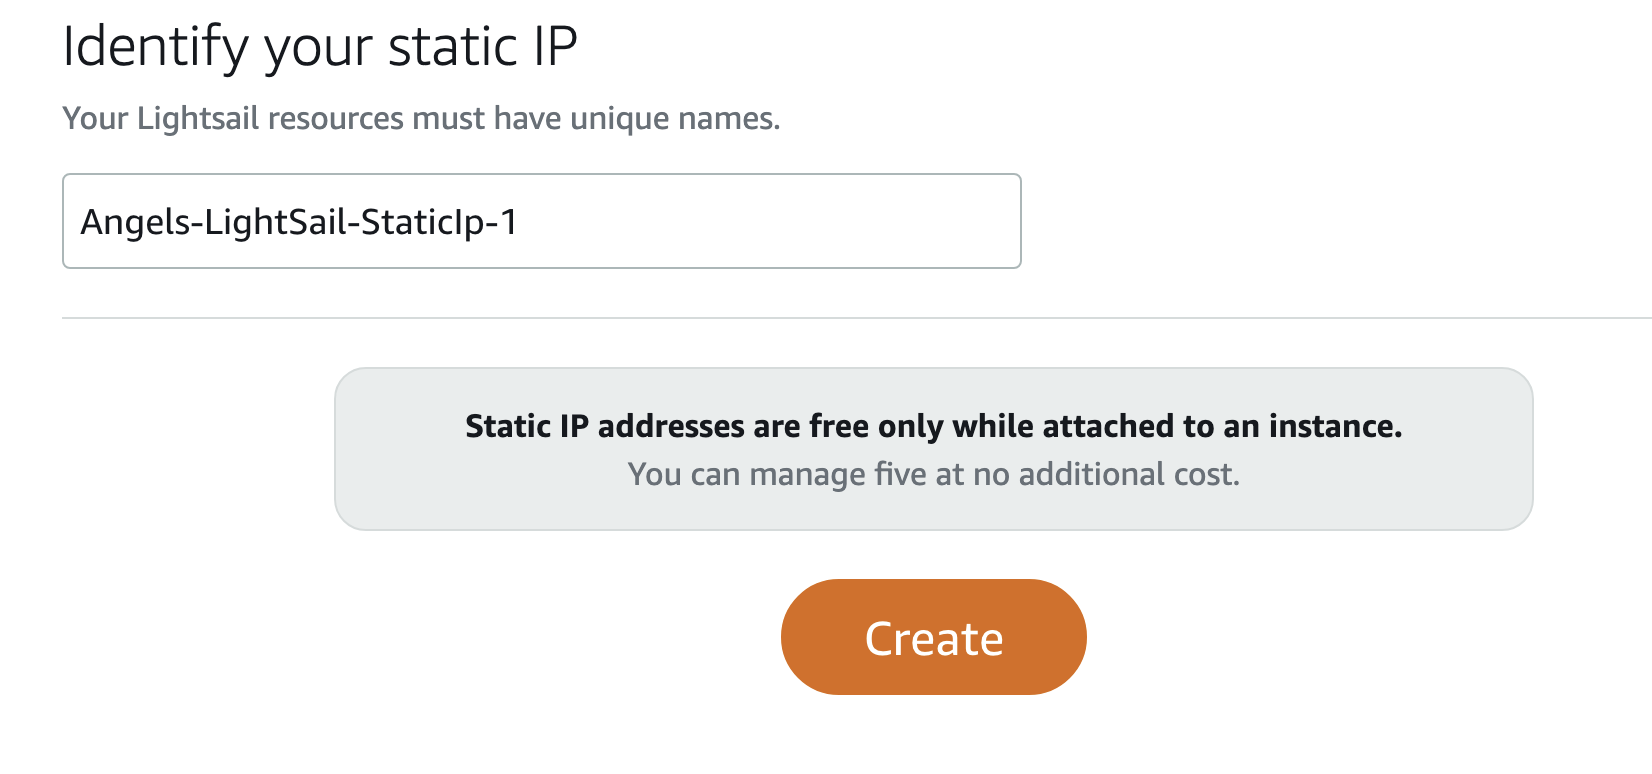 Identify your static IP
Your Lightsail resources must have unique names.
Angels-LightSail-StaticIp-1
Static IP addresses are free only while attached to an instance.
You can manage five at no additional cost.
Create